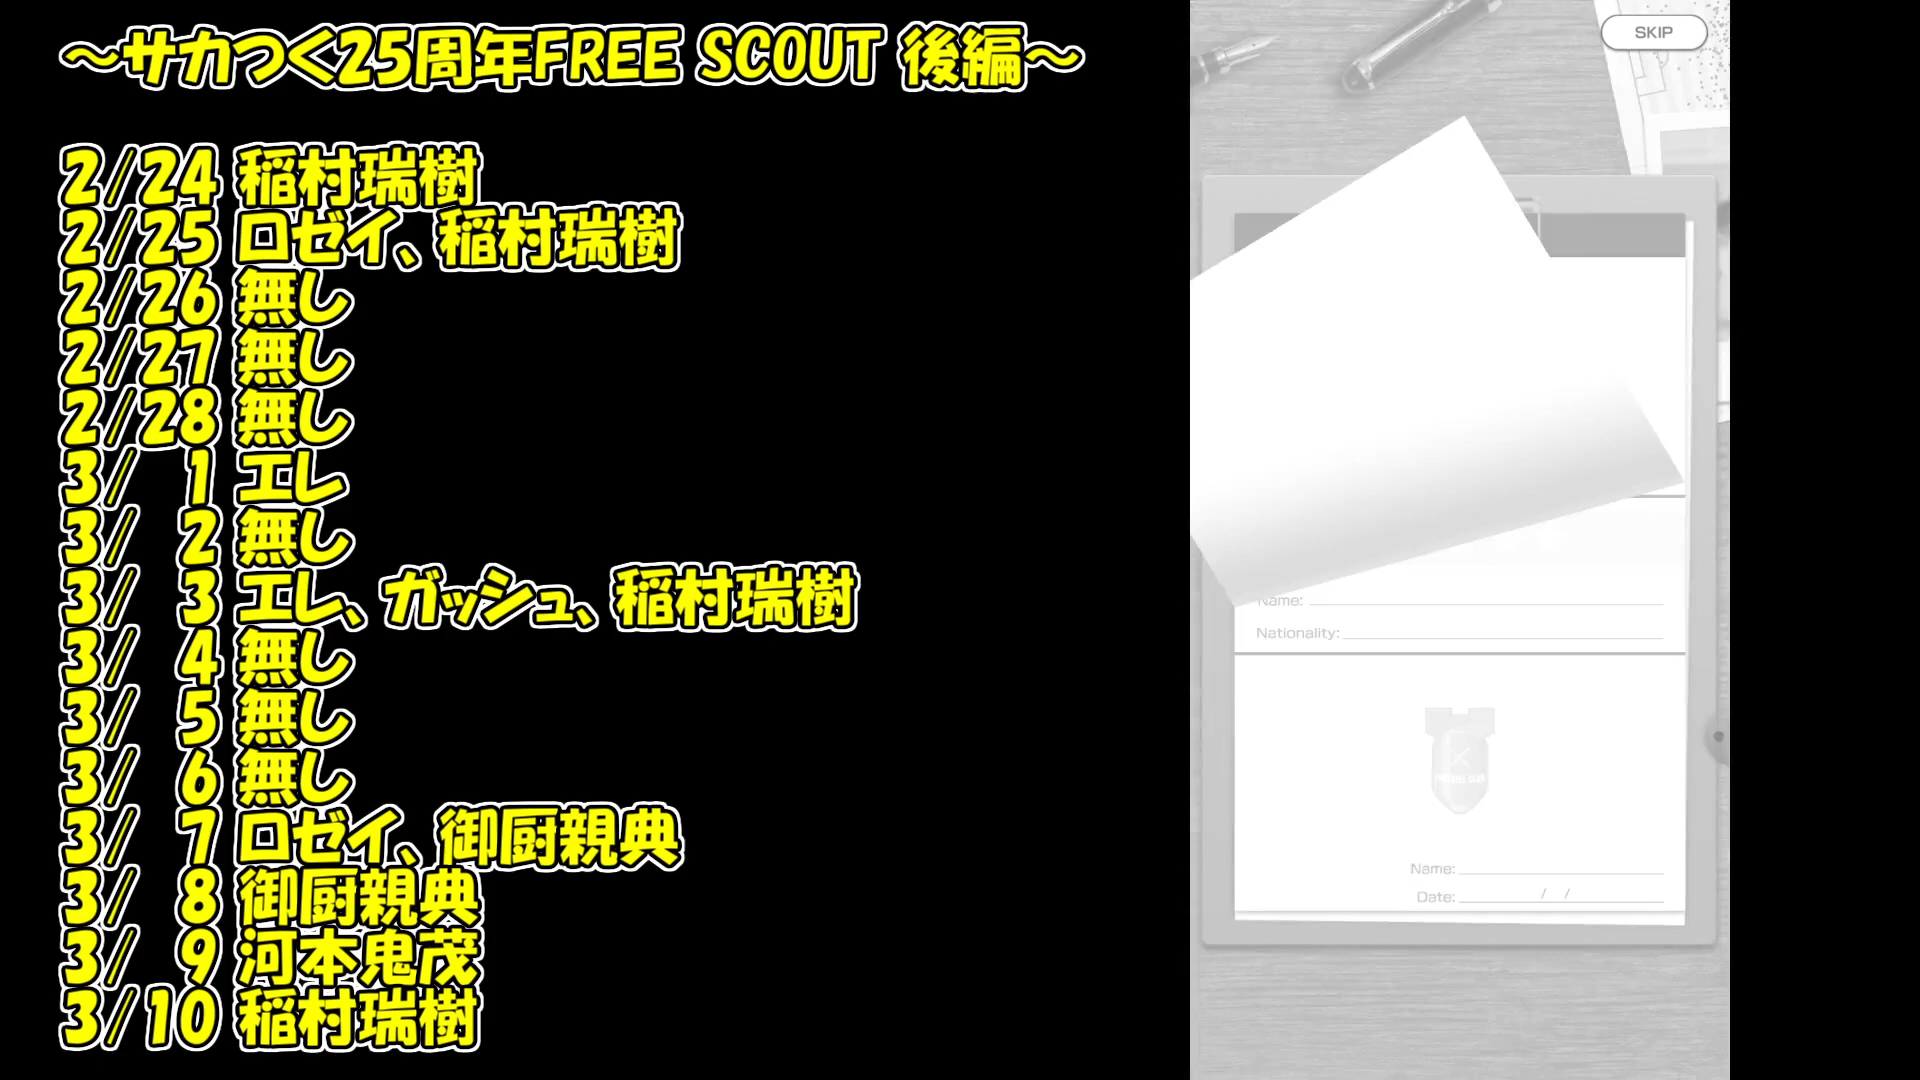 ～サカつく25周年FREE SCOUT 後編～
2/24 稲村瑞樹
2/25 ロゼイ、稲村瑞樹
2/26 無し
2/27 無し
2/28 無し
3/ 1 エレ
3/ 2 無し
3/ 3 エレ、ガッシュ、稲村瑞樹
3/ 4 無し
3/ 5 無し
3/ 6 無し
3/ 7 ロゼイ、御厨親典
3/ 8 御厨親典
3/ 9 河本鬼茂
3/10 稲村瑞樹
SKIP
Name:
Nationality:
Name:
Date: / /